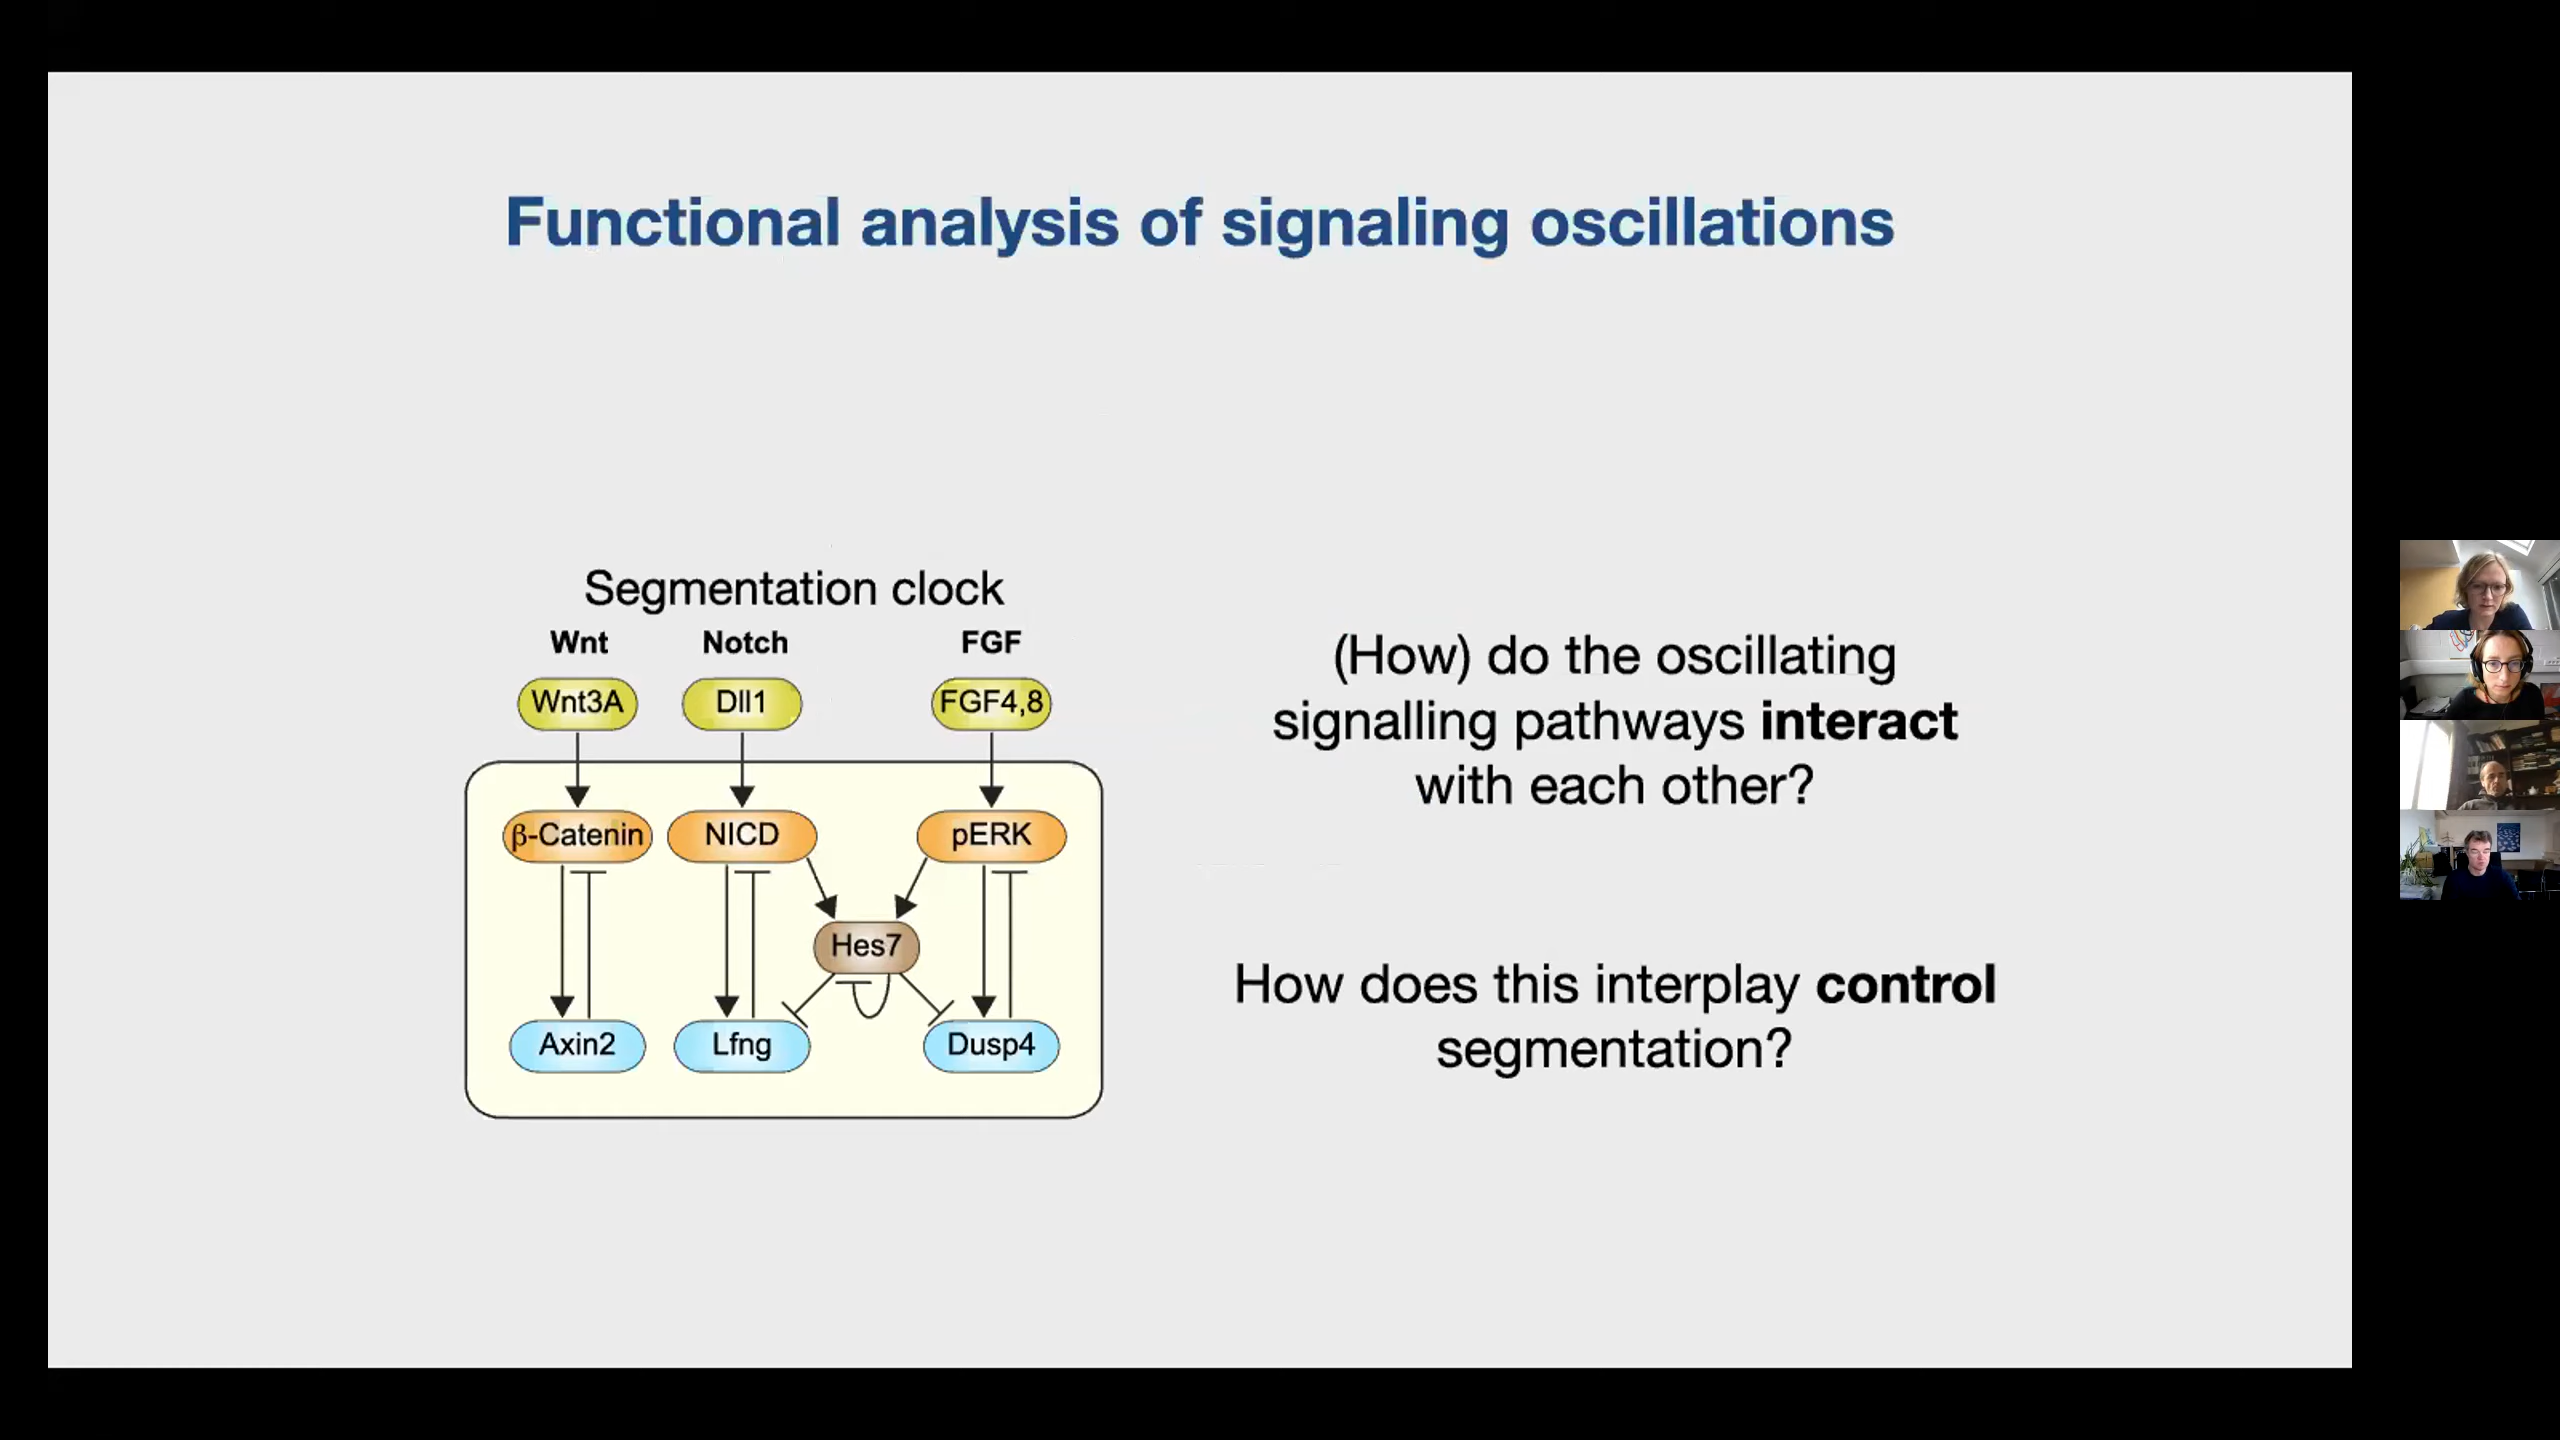 Functional analysis of signaling oscillations
Segmentation clock
Wnt Notch FGF
Wnt3A Dll1 FGF4,8
β-Catenin NICD pERK
Hes7
Axin2 Lfng Dusp4
(How) do the oscillating
signalling pathways interact
with each other?
How does this interplay control
segmentation?